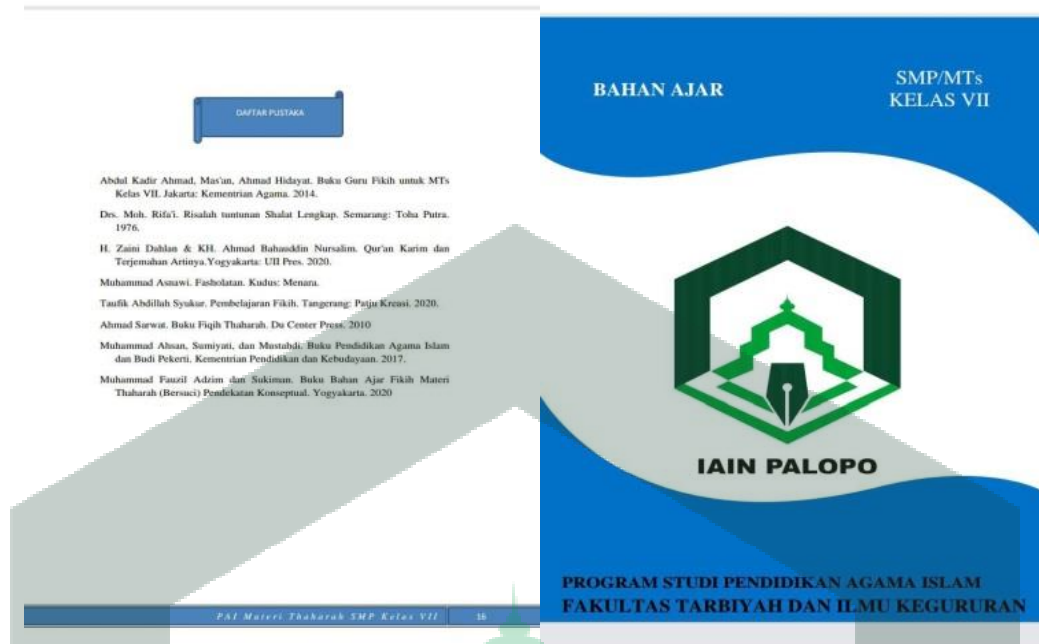 DAFTAR PUSTAKA
Abdul Kadir Ahmad, Mas'an, Ahmad Hidayat. Buku Guru Fikih untuk MTs
Kelas VII. Jakarta: Kementrian Agama. 2014.
Drs. Moh. Rifa'i. Risalah tuntunan Shalat Lengkap. Semarang: Toha Putra.
1976.
H. Zaini Dahlan & KH. Ahmad Bahauddin Nursalim. Qur'an Karim dan
Terjemahan Artinya.Yogyakarta: UII Pres. 2020.
Muhammad Asnawi. Fasholatan. Kudus: Menara.
Taufik Abdillah Syukur. Pembelajaran Fikih. Tangerang: Patju Kreasi. 2020.
Ahmad Sarwat. Buku Fiqih Thaharah. Du Center Press. 2010
Muhammad Ahsan, Sumiyati, dan Mustahdi. Buku Pendidikan Agama Islam
dan Budi Pekerti. Kementrian Pendidikan dan Kebudayaan. 2017.
Muhammad Fauzil Adzim dan Sukiman. Buku Bahan Ajar Fikih Materi
Thaharah (Bersuci) Pendekatan Konseptual. Yogyakarta. 2020
PAI Materi Thaharah SMP Kelas VII 16
BAHAN AJAR
SMP/MTs
KELAS VII
IAIN PALOPO
PROGRAM STUDI PENDIDIKAN AGAMA ISLAM
FAKULTAS TARBIYAH DAN ILMU KEGURURAN